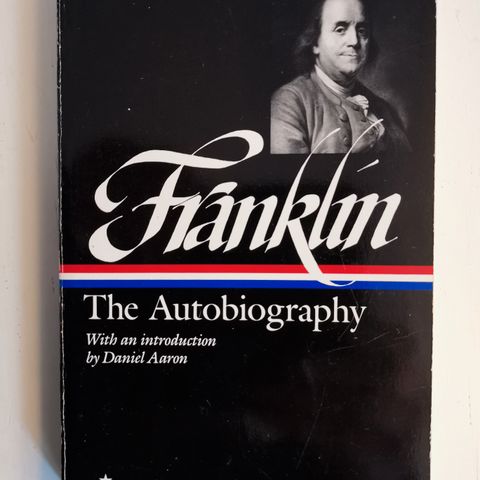 Franklin
The Autobiography
With an introduction
by Daniel Aaron